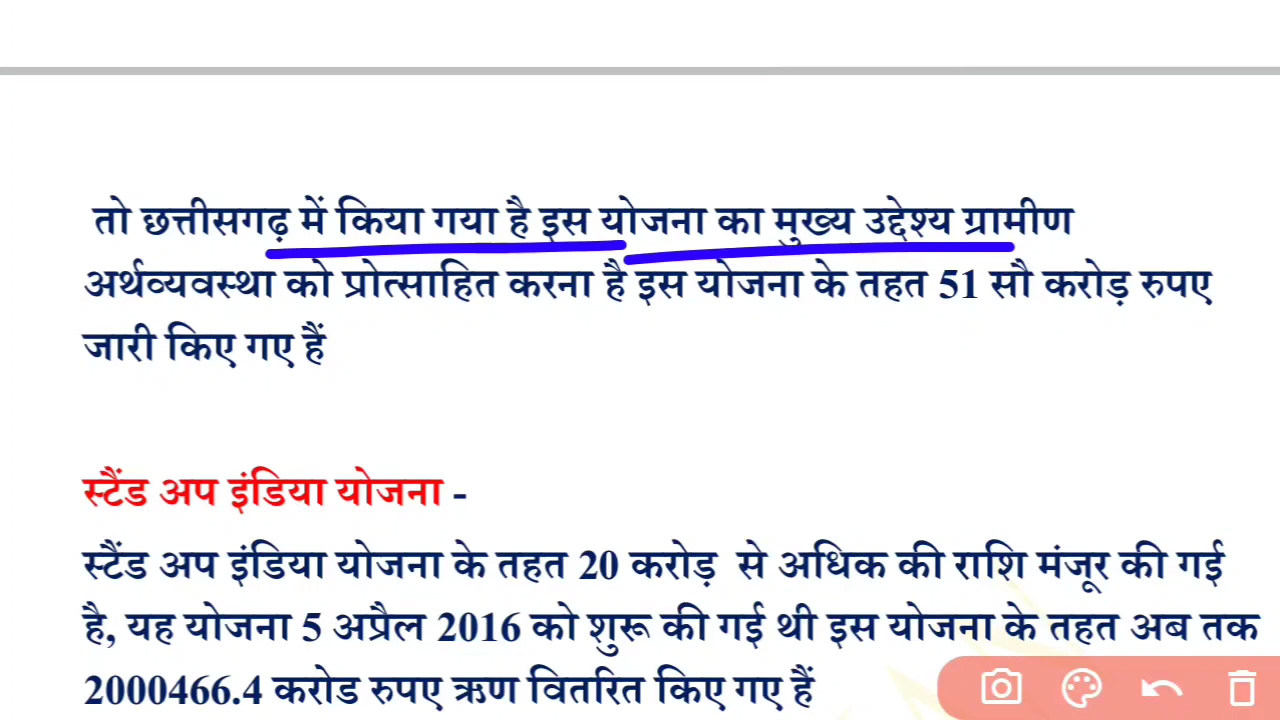 तो छत्तीसगढ़ में किया गया है इस योजना का मुख्य उद्देश्य ग्रामीण
अर्थव्यवस्था को प्रोत्साहित करना है इस योजना के तहत 51 सौ करोड़ रुपए
जारी किए गए हैं
स्टैंड अप इंडिया योजना -
स्टैंड अप इंडिया योजना के तहत 20 करोड़ से अधिक की राशि मंजूर की गई
है, यह योजना 5 अप्रैल 2016 को शुरू की गई थी इस योजना के तहत अब तक
2000466.4 करोड रुपए ऋण वितरित किए गए हैं